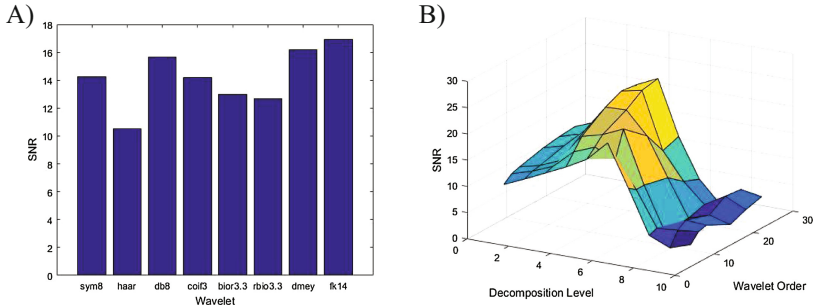 A)
SNR
18
16
14
12
10
8
6
4
2
0
sym8 haar db8 coif3 bior3.3 rbio3.3 dmey fk14
Wavelet
B)
SNR
30
25
20
15
10
5
0
0 2 4 6 8 10
Decomposition Level
0 10 20 30
Wavelet Order